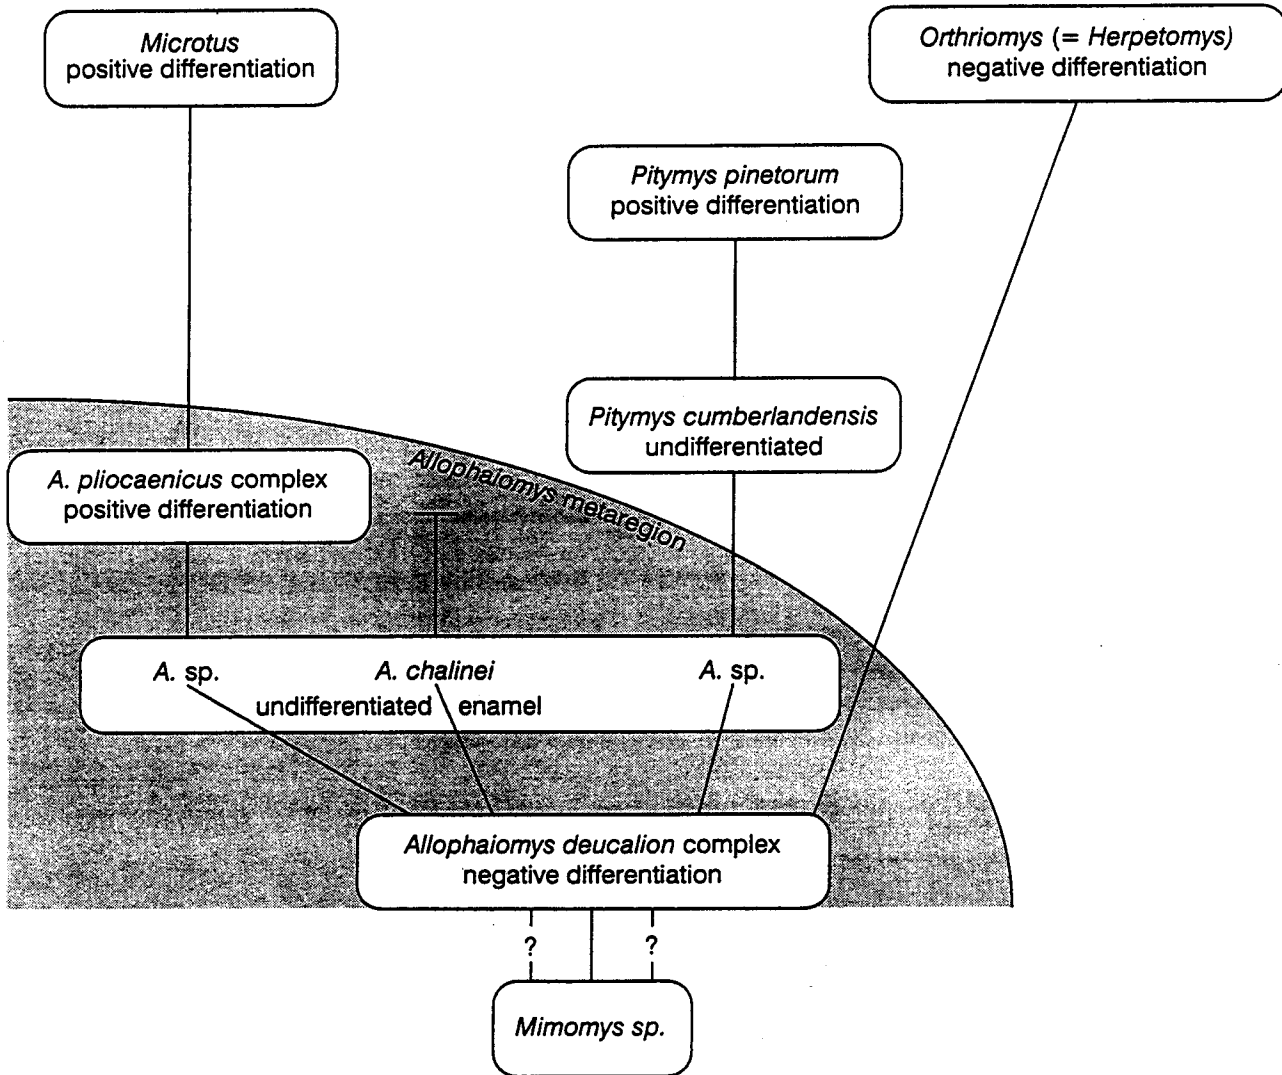 Microtus
positive differentiation
Orthriomys (= Herpetomys)
negative differentiation
Pitymys pinetorum
positive differentiation
Pitymys cumberlandensis
undifferentiated
A. pliocaenicus complex
positive differentiation
Allophaiomys metaregion
A. sp.
A. chalinei
A. sp.
undifferentiated enamel
Allophaiomys deucalion complex
negative differentiation
?
?
Mimomys sp.